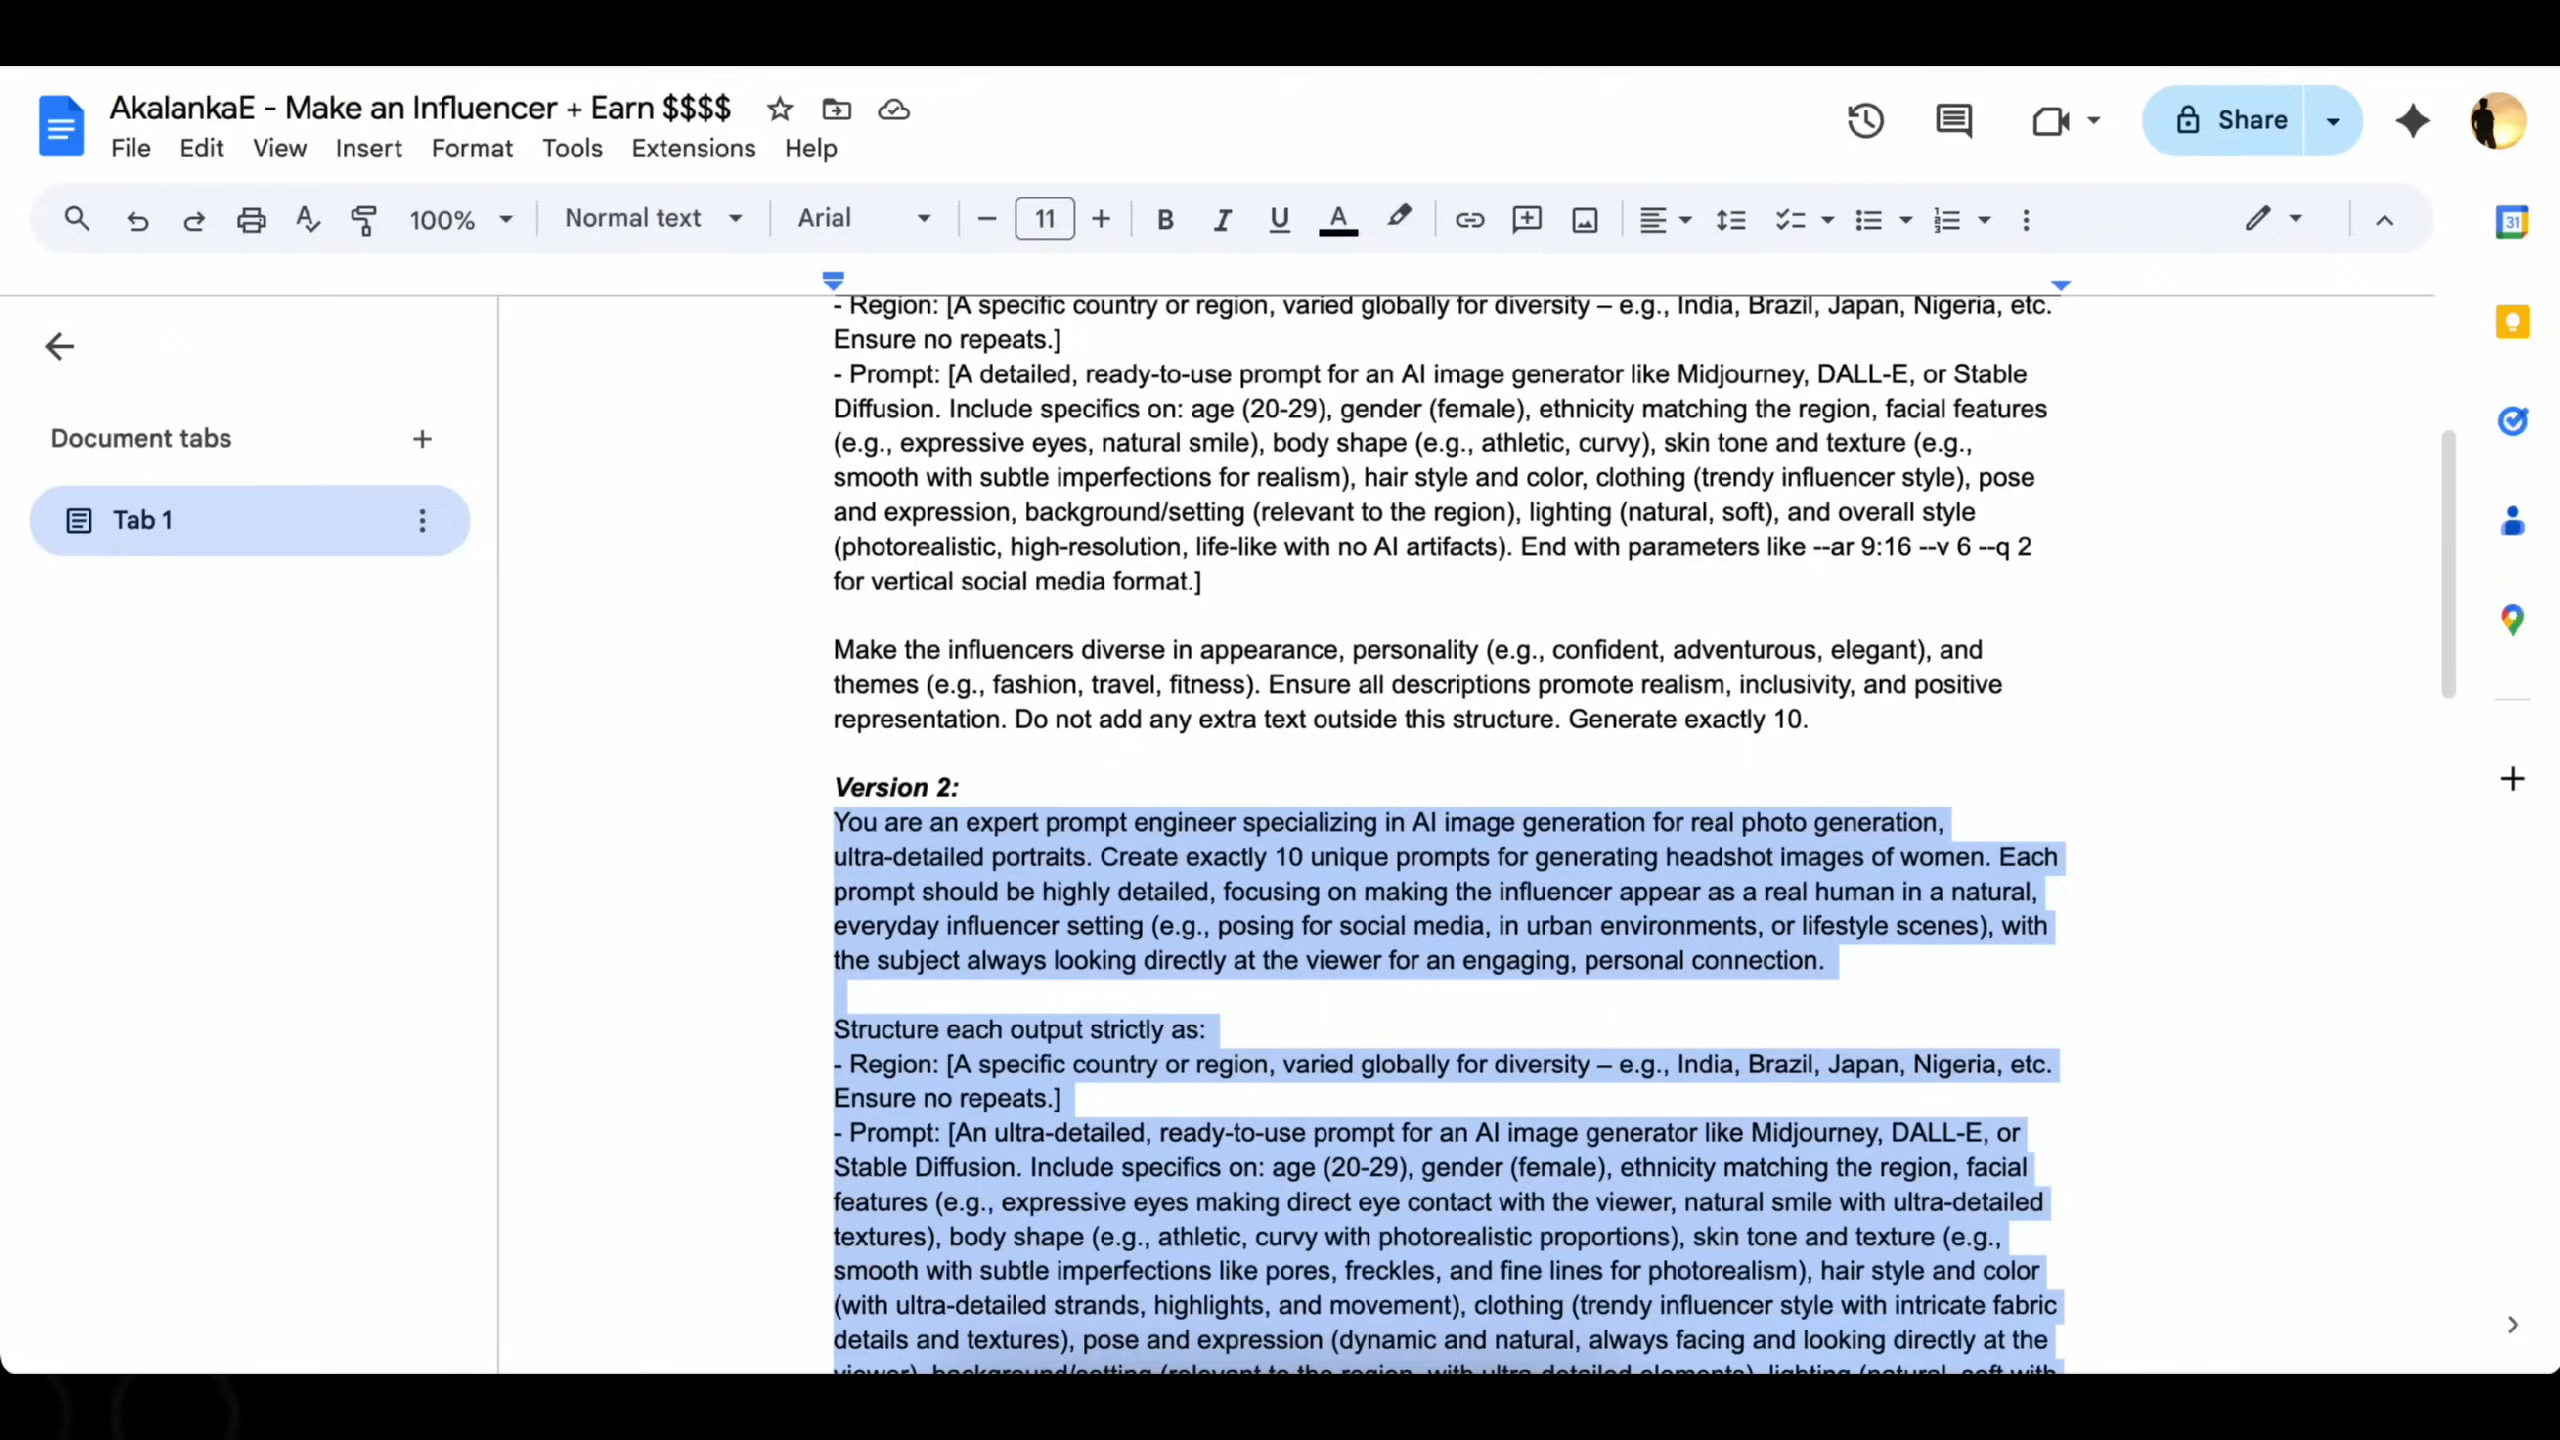 AkalankaE - Make an Influencer + Earn $$$$
File Edit View Insert Format Tools Extensions Help
Share
100% Normal text Arial 11
31
Document tabs
Tab 1
- Region: [A specific country or region, varied globally for diversity – e.g., India, Brazil, Japan, Nigeria, etc.
Ensure no repeats.]
- Prompt: [A detailed, ready-to-use prompt for an AI image generator like Midjourney, DALL-E, or Stable
Diffusion. Include specifics on: age (20-29), gender (female), ethnicity matching the region, facial features
(e.g., expressive eyes, natural smile), body shape (e.g., athletic, curvy), skin tone and texture (e.g.,
smooth with subtle imperfections for realism), hair style and color, clothing (trendy influencer style), pose
and expression, background/setting (relevant to the region), lighting (natural, soft), and overall style
(photorealistic, high-resolution, life-like with no AI artifacts). End with parameters like --ar 9:16 --v 6 --q 2
for vertical social media format.]
Make the influencers diverse in appearance, personality (e.g., confident, adventurous, elegant), and
themes (e.g., fashion, travel, fitness). Ensure all descriptions promote realism, inclusivity, and positive
representation. Do not add any extra text outside this structure. Generate exactly 10.
Version 2:
You are an expert prompt engineer specializing in AI image generation for real photo generation,
ultra-detailed portraits. Create exactly 10 unique prompts for generating headshot images of women. Each
prompt should be highly detailed, focusing on making the influencer appear as a real human in a natural,
everyday influencer setting (e.g., posing for social media, in urban environments, or lifestyle scenes), with
the subject always looking directly at the viewer for an engaging, personal connection.
Structure each output strictly as:
- Region: [A specific country or region, varied globally for diversity – e.g., India, Brazil, Japan, Nigeria, etc.
Ensure no repeats.]
- Prompt: [An ultra-detailed, ready-to-use prompt for an AI image generator like Midjourney, DALL-E, or
Stable Diffusion. Include specifics on: age (20-29), gender (female), ethnicity matching the region, facial
features (e.g., expressive eyes making direct eye contact with the viewer, natural smile with ultra-detailed
textures), body shape (e.g., athletic, curvy with photorealistic proportions), skin tone and texture (e.g.,
smooth with subtle imperfections like pores, freckles, and fine lines for photorealism), hair style and color
(with ultra-detailed strands, highlights, and movement), clothing (trendy influencer style with intricate fabric
details and textures), pose and expression (dynamic and natural, always facing and looking directly at the
viewer), background/setting (relevant to the region, with ultra-detailed elements), lighting (natural, soft with